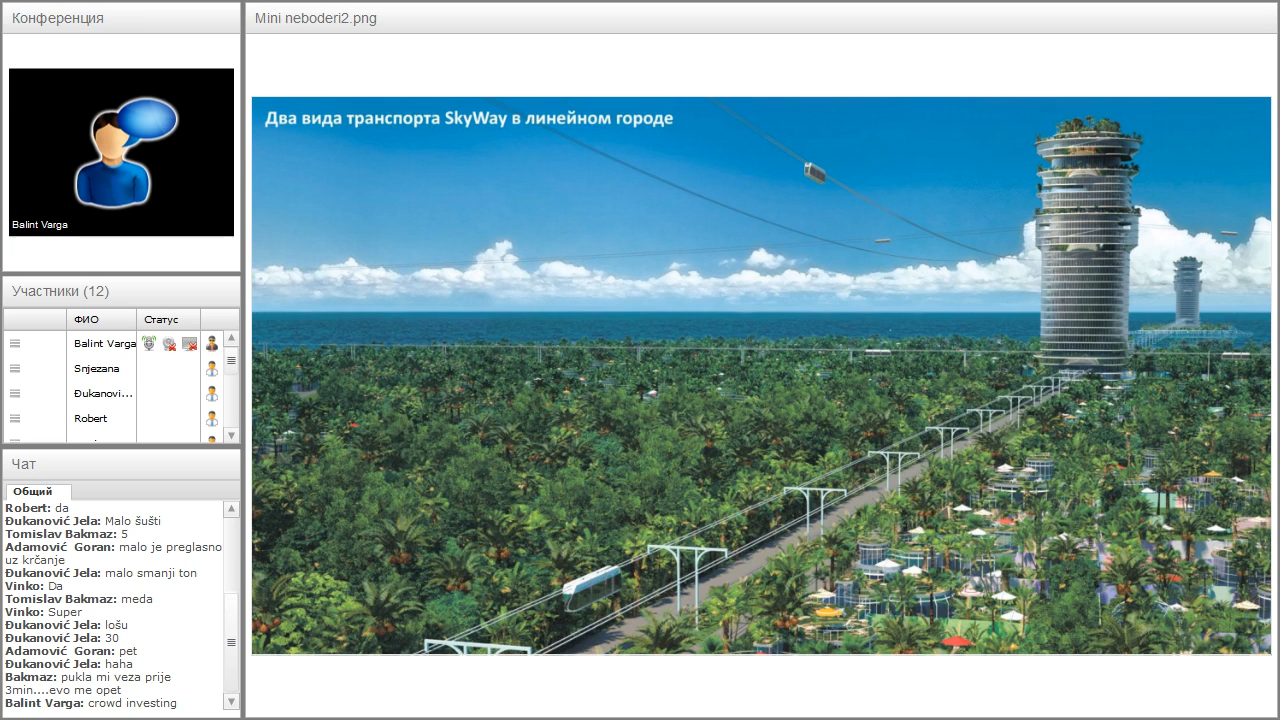 Конференция
Balint Varga
Участники (12)
ФИО Статус
Balint Varga
Snjezana
Đukanovi...
Robert
Чат
Общий
Robert: da
Đukanović Jela: Malo šušti
Tomislav Bakmaz: 5
Adamović  Goran: malo je preglasno
uz krčanje
Đukanović Jela: malo smanji ton
Vinko: Da
Tomislav Bakmaz: meda
Vinko: Super
Đukanović Jela: lošu
Đukanović Jela: 30
Adamović  Goran: pet
Đukanović Jela: haha
Bakmaz: pukla mi veza prije
3min....evo me opet
Balint Varga: crowd investing
Mini neboderi2.png
Два вида транспорта SkyWay в линейном городе